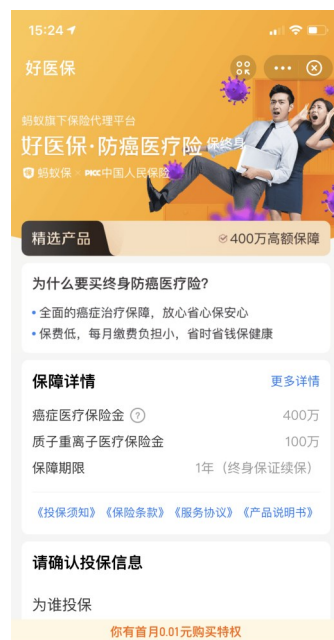 15:24
好医保
蚂蚁旗下保险代理平台
好医保·防癌医疗险 保终身
蚂蚁保 × PICC中国人民保险
精选产品
400万高额保障
为什么要买终身防癌医疗险?
• 全面的癌症治疗保障，放心省心保安心
• 保费低，每月缴费负担小，省时省钱保健康
保障详情
更多详情
癌症医疗保险金 ?
400万
质子重离子医疗保险金
100万
保障期限
1年（终身保证续保）
《投保须知》《保险条款》《服务协议》《产品说明书》
请确认投保信息
为谁投保
你有首月0.01元购买特权